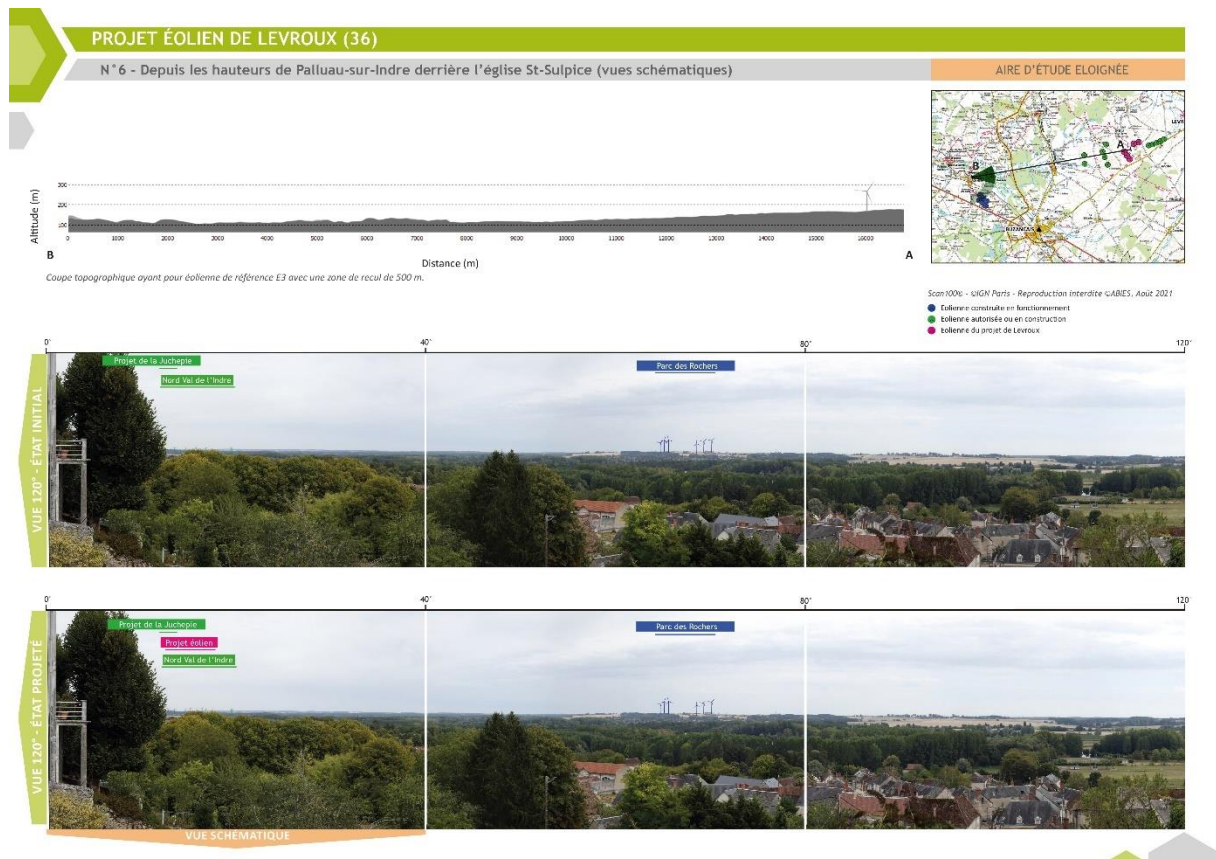 PROJET ÉOLIEN DE LEVROUX (36)
N°6 - Depuis les hauteurs de Palluau-sur-Indre derrière l'église St-Sulpice (vues schématiques)
AIRE D'ÉTUDE ELOIGNÉE
Altitude (m)
300
200
100
0 1000 2000 3000 4000 5000 6000 7000 8000 9000 10000 11000 12000 13000 14000 15000 16000
B
Distance (m)
A
Coupe topographique ayant pour éolienne de référence E3 avec une zone de recul de 500 m.
A
B
BUZANÇAIS
Scan100© - ©IGN Paris - Reproduction interdite ©ABIES, Août 2021
Eolienne construite en fonctionnement
Eolienne autorisée ou en construction
Eolienne du projet de Levroux
VUE 120° - ÉTAT INITIAL
0° 40° 80° 120°
Projet de la Juchepie
Nord Val de l'Indre
Parc des Rochers
VUE 120° - ÉTAT PROJETÉ
0° 40° 80° 120°
Projet de la Juchepie
Projet éolien
Nord Val de l'Indre
Parc des Rochers
VUE SCHÉMATIQUE